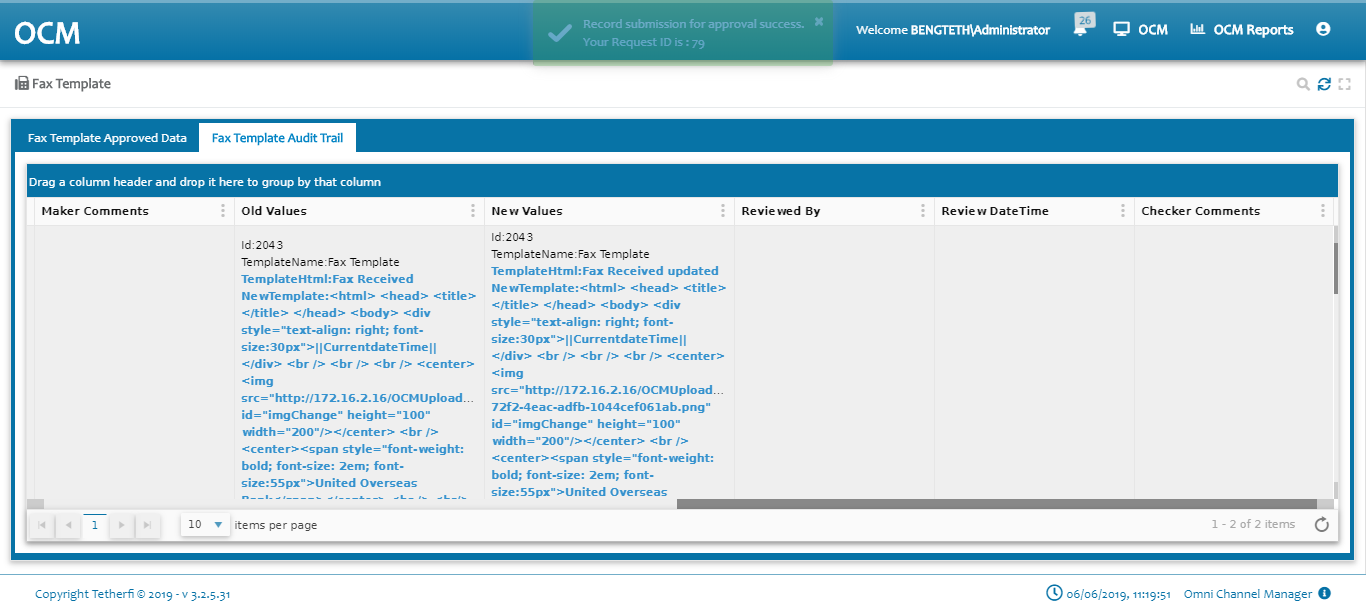 OCM
Record submission for approval success.
Your Request ID is : 79
Welcome BENGTETH\Administrator
26
OCM
OCM Reports
Fax Template
Fax Template Approved Data
Fax Template Audit Trail
Drag a column header and drop it here to group by that column
Maker Comments
Old Values
New Values
Reviewed By
Review DateTime
Checker Comments
Id:2043
TemplateName:Fax Template
TemplateHtml:Fax Received
NewTemplate:<html> <head> <title>
</title> </head> <body> <div
style="text-align: right; font-
size:30px">||CurrentdateTime||
</div> <br /> <br /> <br /> <center>
<img
src="http://172.16.2.16/OCMUpload...
id="imgChange" height="100"
width="200"/></center> <br />
<center><span style="font-weight:
bold; font-size: 2em; font-
size:55px">United Overseas
Bank</span></center> <br /> <br/>
Id:2043
TemplateName:Fax Template
TemplateHtml:Fax Received updated
NewTemplate:<html> <head> <title>
</title> </head> <body> <div
style="text-align: right; font-
size:30px">||CurrentdateTime||
</div> <br /> <br /> <br /> <center>
<img
src="http://172.16.2.16/OCMUpload...
72f2-4eac-adfb-1044cef061ab.png"
id="imgChange" height="100"
width="200"/></center> <br />
<center><span style="font-weight:
bold; font-size: 2em; font-
size:55px">United Overseas
1
10
items per page
1 - 2 of 2 items
Copyright Tetherfi © 2019 - v 3.2.5.31
06/06/2019, 11:19:51
Omni Channel Manager